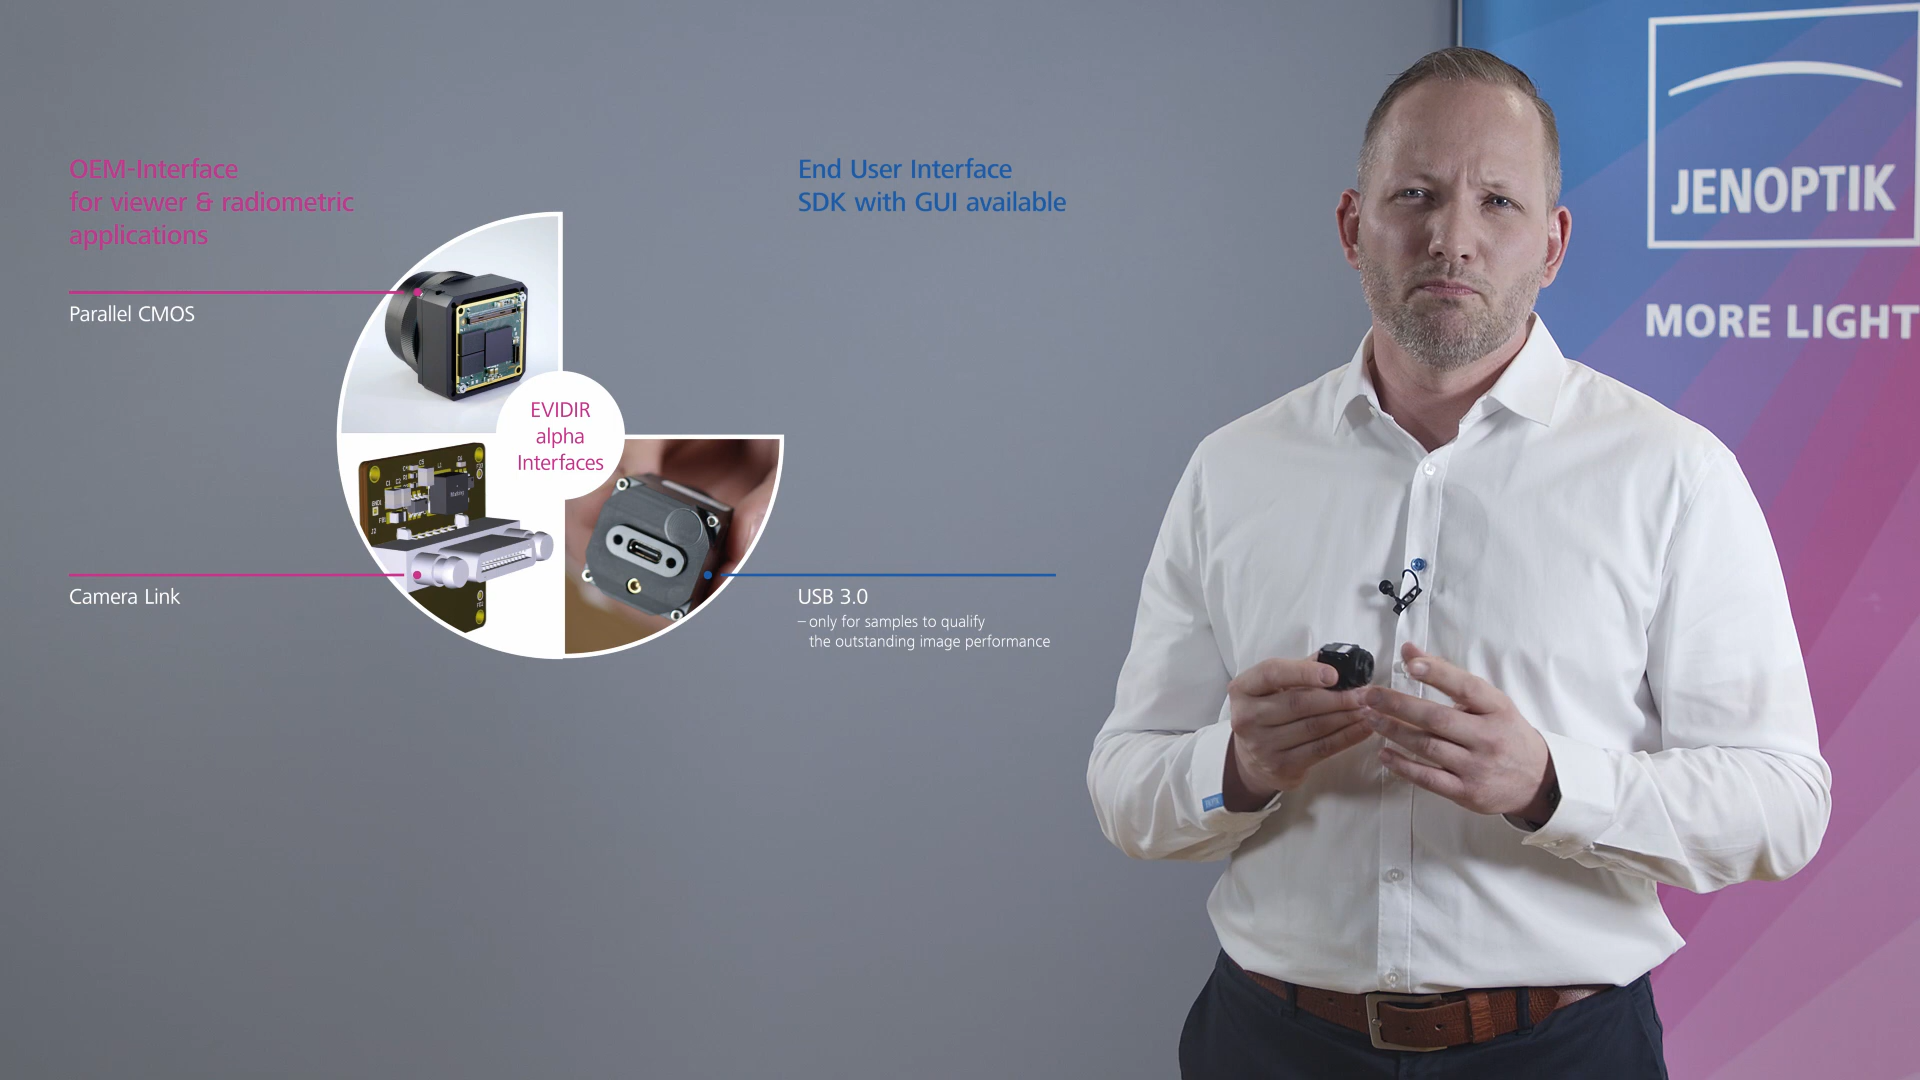 OEM-Interface
for viewer & radiometric
applications
Parallel CMOS
Camera Link
EVIDIR
alpha
Interfaces
End User Interface
SDK with GUI available
USB 3.0
– only for samples to qualify
the outstanding image performance
JENOPTIK
MORE LIGHT